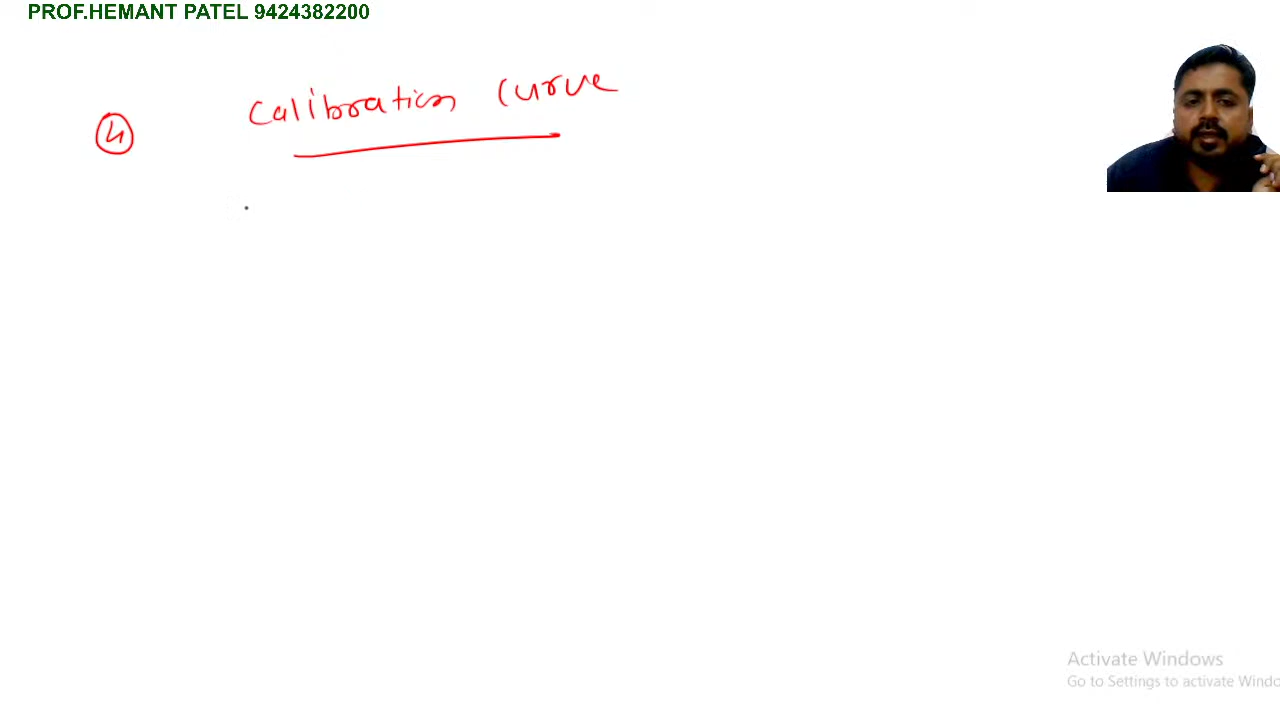 PROF.HEMANT PATEL 9424382200
Calibration Curve
4
Activate Windows
Go to Settings to activate Windo